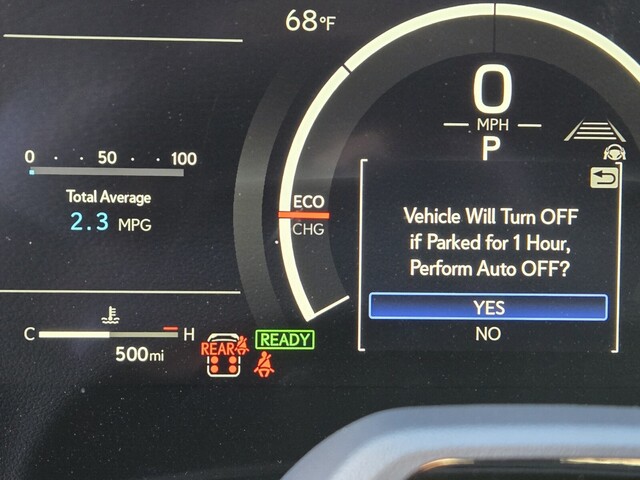 68°F
0
MPH
P
0 50 100
Total Average
2.3 MPG
ECO
CHG
Vehicle Will Turn OFF
if Parked for 1 Hour,
Perform Auto OFF?
YES
NO
C H
500mi
REAR
READY